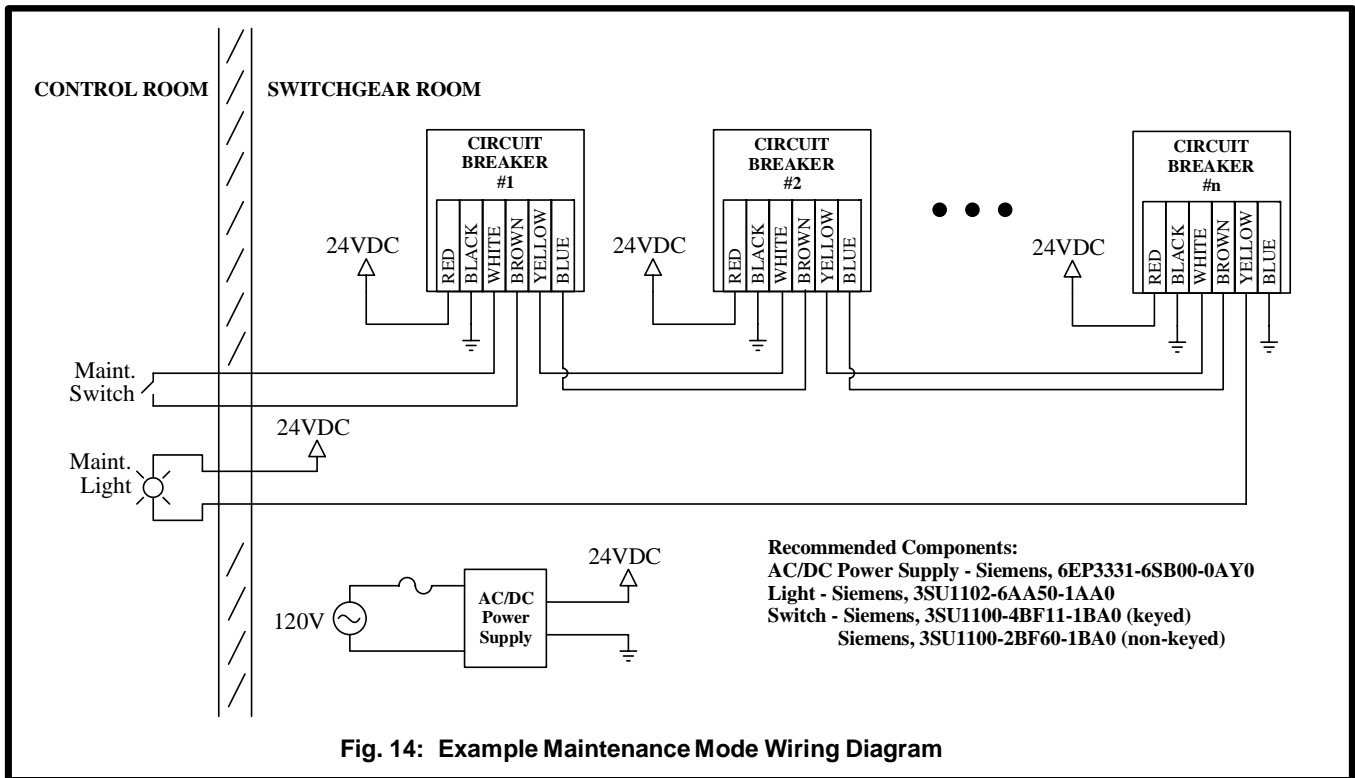 CONTROL ROOM
SWITCHGEAR ROOM
CIRCUIT
BREAKER
#1
RED
BLACK
WHITE
BROWN
YELLOW
BLUE
24VDC
CIRCUIT
BREAKER
#2
RED
BLACK
WHITE
BROWN
YELLOW
BLUE
24VDC
CIRCUIT
BREAKER
#n
RED
BLACK
WHITE
BROWN
YELLOW
BLUE
24VDC
Maint.
Switch
24VDC
Maint.
Light
120V
AC/DC
Power
Supply
24VDC
Recommended Components:
AC/DC Power Supply - Siemens, 6EP3331-6SB00-0AY0
Light - Siemens, 3SU1102-6AA50-1AA0
Switch - Siemens, 3SU1100-4BF11-1BA0 (keyed)
Siemens, 3SU1100-2BF60-1BA0 (non-keyed)
Fig. 14: Example Maintenance Mode Wiring Diagram